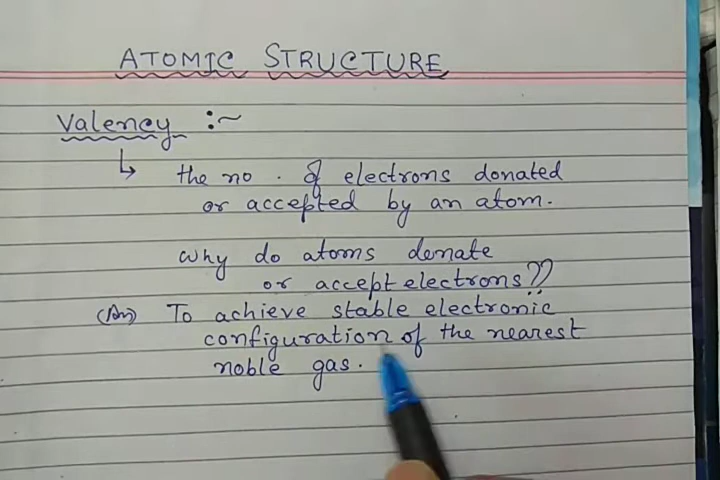 ATOMIC STRUCTURE
Valency :~
↳ the no. of electrons donated
or accepted by an atom.
Why do atoms donate
or accept electrons??
(An) To achieve stable electronic
configuration of the nearest
noble gas.